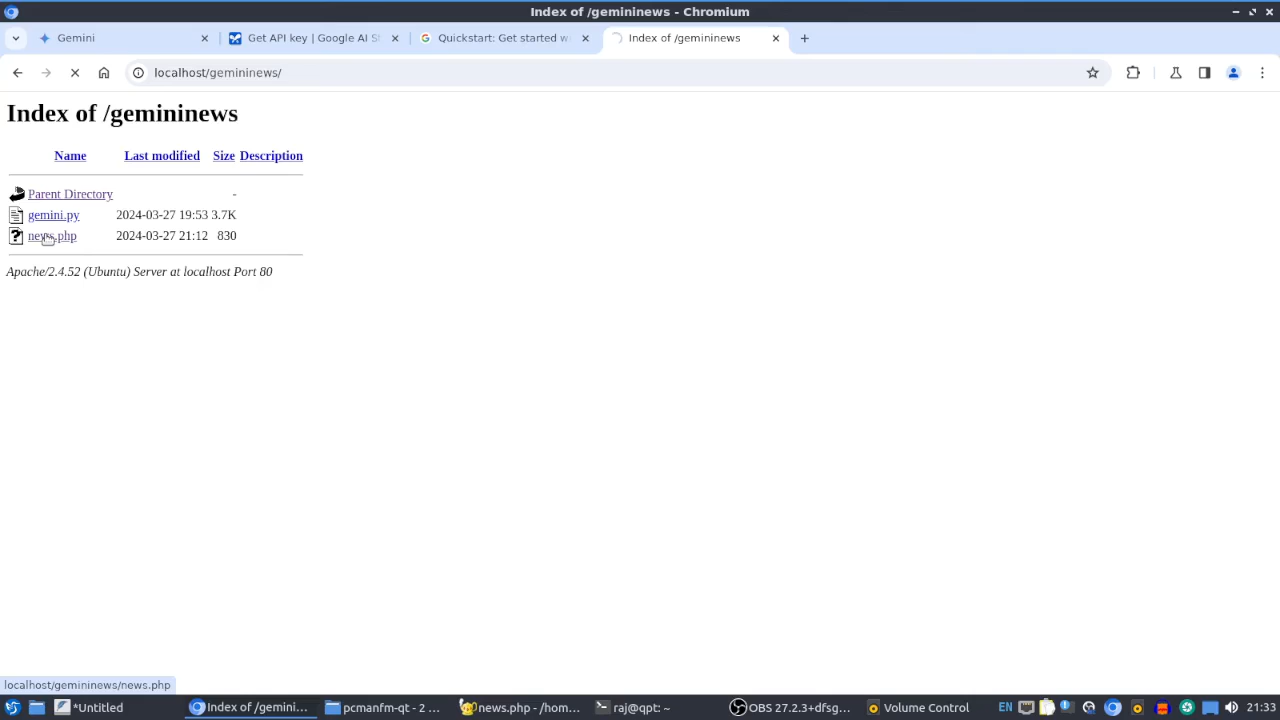 Index of /gemininews - Chromium
Gemini
Get API key | Google AI St
Quickstart: Get started w
Index of /gemininews
localhost/gemininews/
Index of /gemininews
Name Last modified Size Description
Parent Directory -
gemini.py 2024-03-27 19:53 3.7K
news.php 2024-03-27 21:12 830
Apache/2.4.52 (Ubuntu) Server at localhost Port 80
localhost/gemininews/news.php
*Untitled
Index of /gemini...
pcmanfm-qt - 2 ...
news.php - /hom...
raj@qpt: ~
OBS 27.2.3+dfsg...
Volume Control
EN
21:33